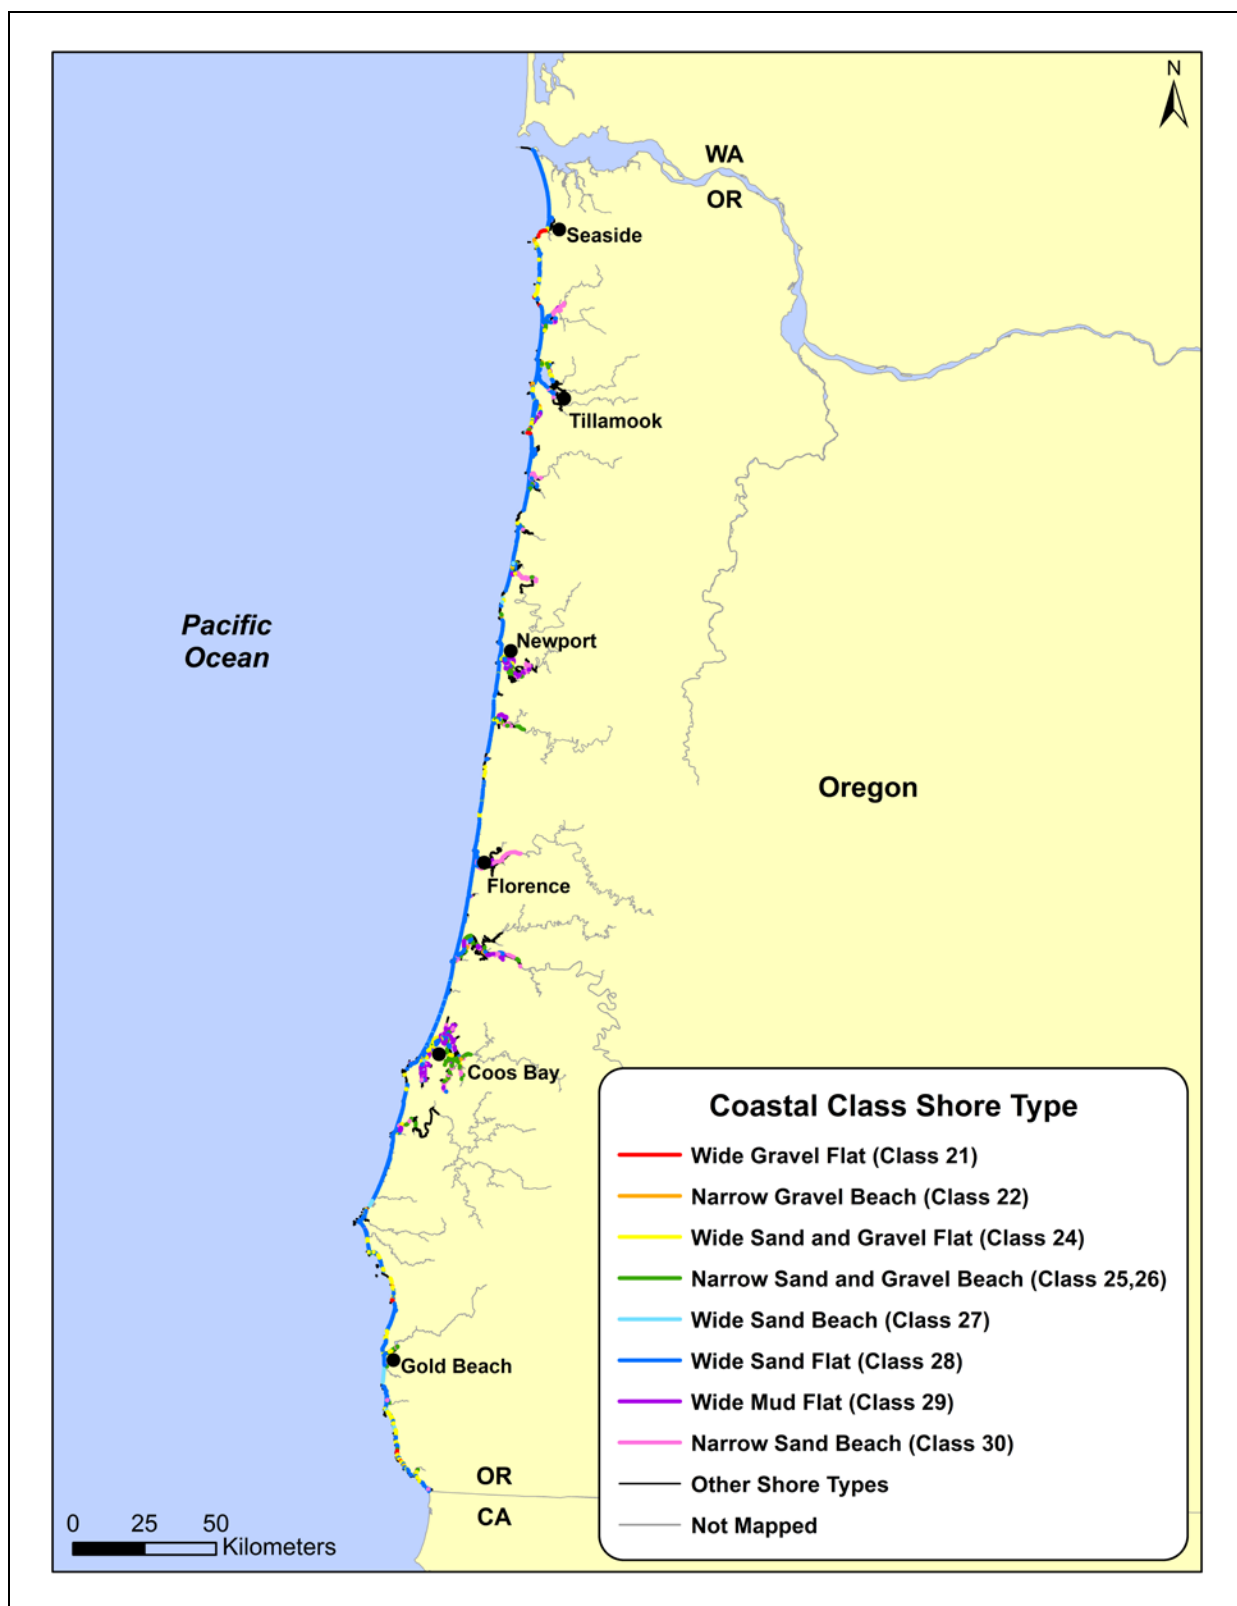 N
WA
OR
Seaside
Tillamook
Pacific
Ocean
Newport
Oregon
Florence
Coos Bay
Gold Beach
OR
CA
0 25 50
Kilometers
Coastal Class Shore Type
Wide Gravel Flat (Class 21)
Narrow Gravel Beach (Class 22)
Wide Sand and Gravel Flat (Class 24)
Narrow Sand and Gravel Beach (Class 25,26)
Wide Sand Beach (Class 27)
Wide Sand Flat (Class 28)
Wide Mud Flat (Class 29)
Narrow Sand Beach (Class 30)
Other Shore Types
Not Mapped